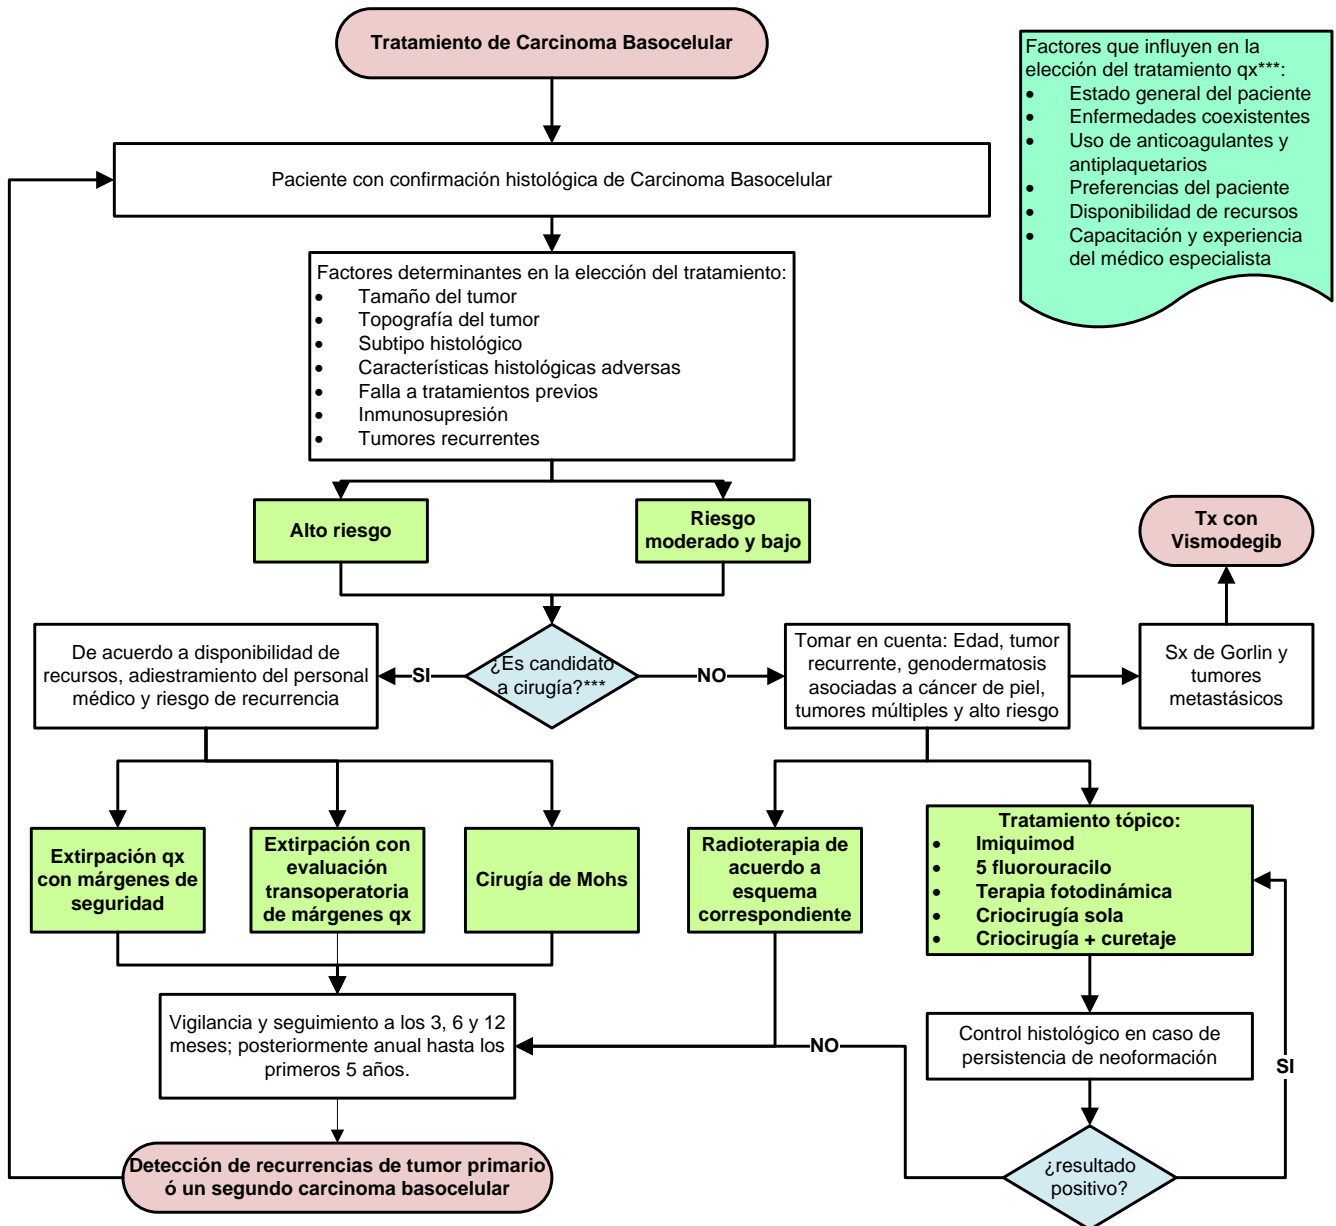 Tratamiento de Carcinoma Basocelular
Factores que influyen en la
elección del tratamiento qx***:
• Estado general del paciente
• Enfermedades coexistentes
• Uso de anticoagulantes y
antiplaquetarios
• Preferencias del paciente
• Disponibilidad de recursos
• Capacitación y experiencia
del médico especialista
Paciente con confirmación histológica de Carcinoma Basocelular
Factores determinantes en la elección del tratamiento:
• Tamaño del tumor
• Topografía del tumor
• Subtipo histológico
• Características histológicas adversas
• Falla a tratamientos previos
• Inmunosupresión
• Tumores recurrentes
Alto riesgo
Riesgo
moderado y bajo
Tx con
Vismodegib
De acuerdo a disponibilidad de
recursos, adiestramiento del personal
médico y riesgo de recurrencia
SI
¿Es candidato
a cirugía?***
NO
Tomar en cuenta: Edad, tumor
recurrente, genodermatosis
asociadas a cáncer de piel,
tumores múltiples y alto riesgo
Sx de Gorlin y
tumores
metastásicos
Extirpación qx
con márgenes de
seguridad
Extirpación con
evaluación
transoperatoria
de márgenes qx
Cirugía de Mohs
Radioterapia de
acuerdo a
esquema
correspondiente
Tratamiento tópico:
• Imiquimod
• 5 fluorouracilo
• Terapia fotodinámica
• Criocirugía sola
• Criocirugía + curetaje
Vigilancia y seguimiento a los 3, 6 y 12
meses; posteriormente anual hasta los
primeros 5 años.
NO
Control histológico en caso de
persistencia de neoformación
SI
Detección de recurrencias de tumor primario
ó un segundo carcinoma basocelular
¿resultado
positivo?